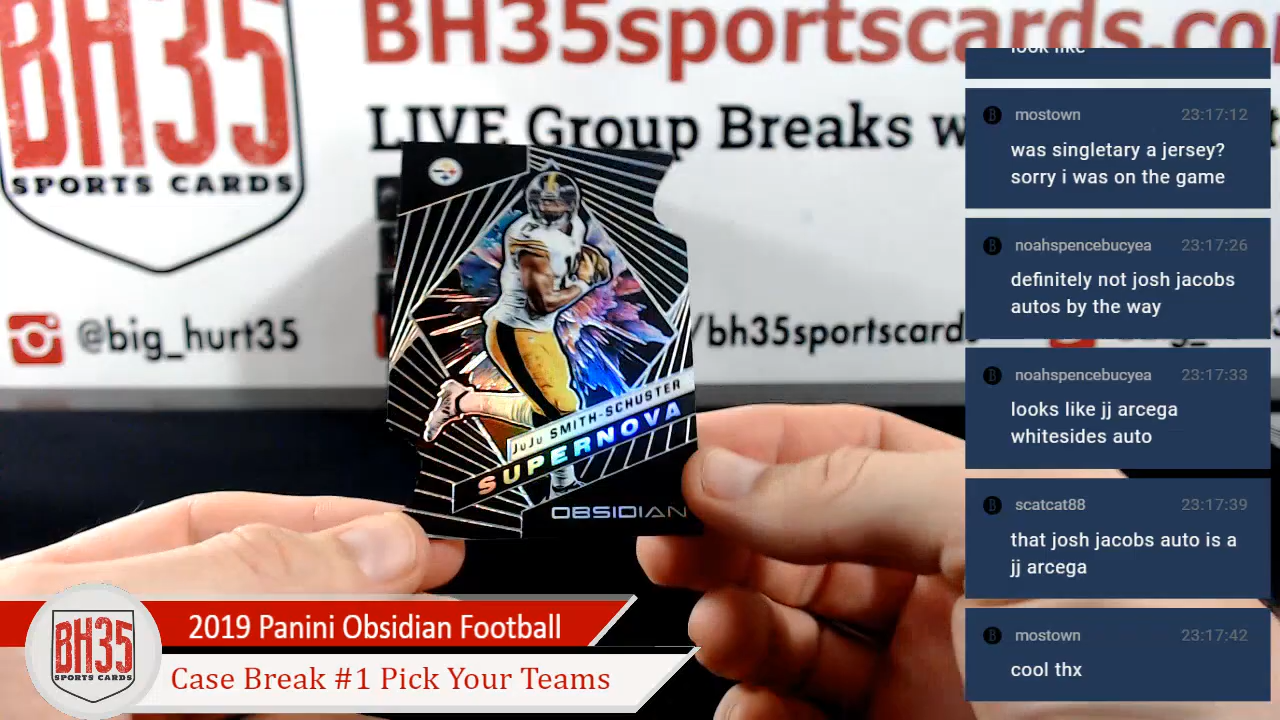 BH35
SPORTS CARDS
BH35sportscards.co
LIVE Group Breaks w
@big_hurt35
/bh35sportscard
JuJu SMITH-SCHUSTER
SUPERNOVA
OBSIDIAN
look like
mostown 23:17:12
was singletary a jersey?
sorry i was on the game
noahspencebucyea 23:17:26
definitely not josh jacobs
autos by the way
noahspencebucyea 23:17:33
looks like jj arcega
whitesides auto
scatcat88 23:17:39
that josh jacobs auto is a
jj arcega
mostown 23:17:42
cool thx
BH35
SPORTS CARDS
2019 Panini Obsidian Football
Case Break #1 Pick Your Teams